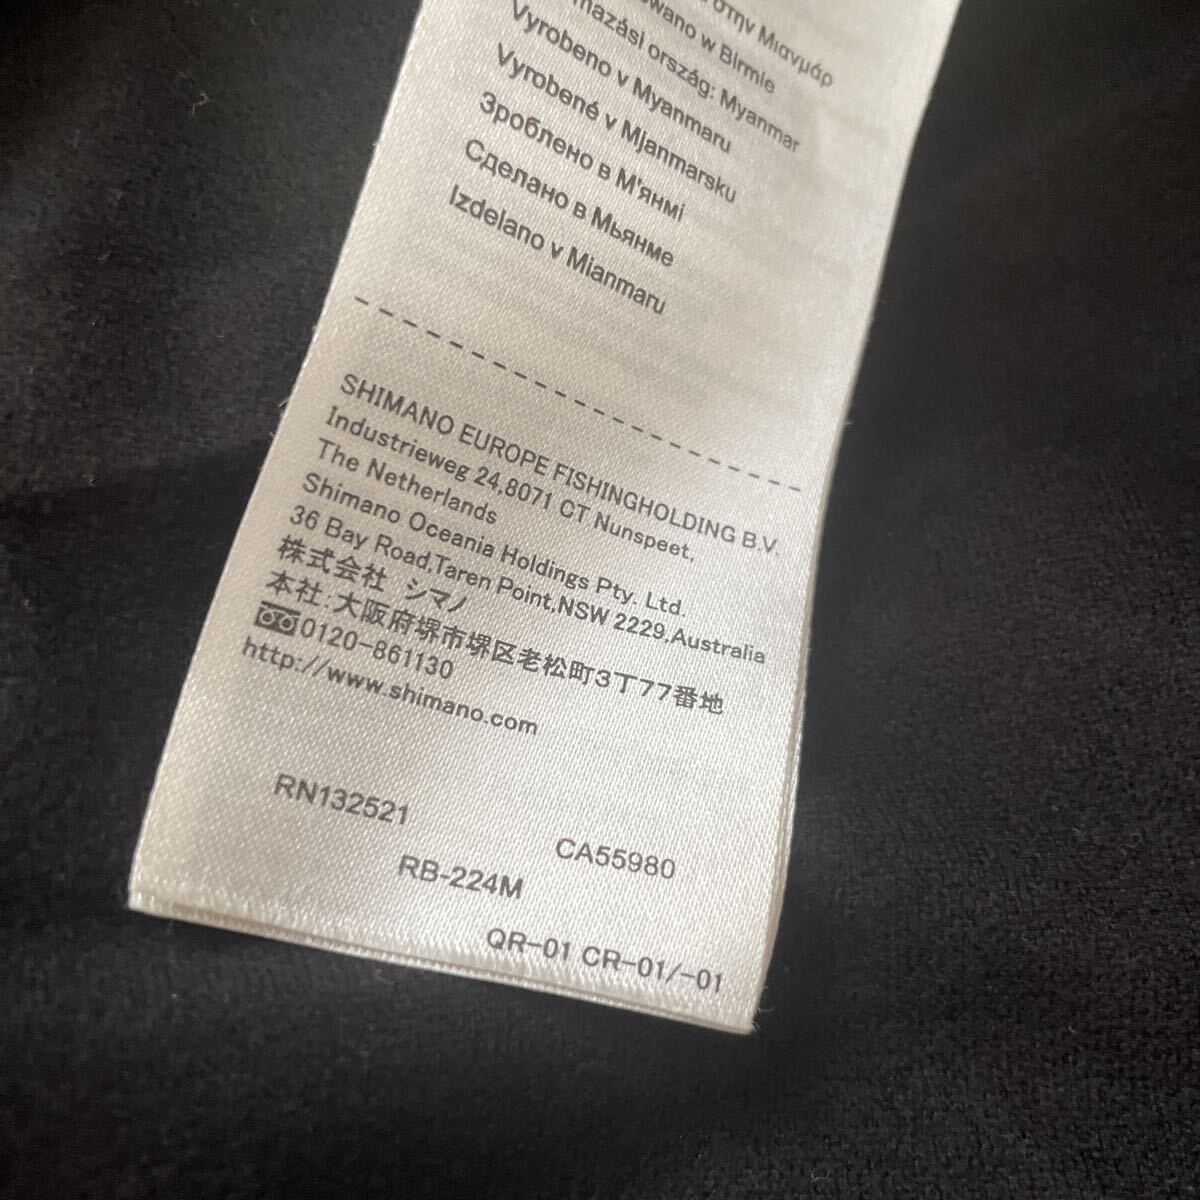 στην Μιανμάρ
w Birmie
ország: Myanmar
Vyrobeno v Myanmaru
Vyrobené v Mjanmarsku
Зроблено в М'янмі
Сделано в Мьянме
Izdelano v Mianmaru
SHIMANO EUROPE FISHINGHOLDING B.V.
Industrieweg 24,8071 CT Nunspeet,
The Netherlands
Shimano Oceania Holdings Pty. Ltd.
36 Bay Road,Taren Point,NSW 2229.Australia
株式会社 シマノ
本社:大阪府堺市堺区老松町3丁77番地
0120-861130
http://www.shimano.com
RN132521
CA55980
RB-224M
QR-01 CR-01/-01